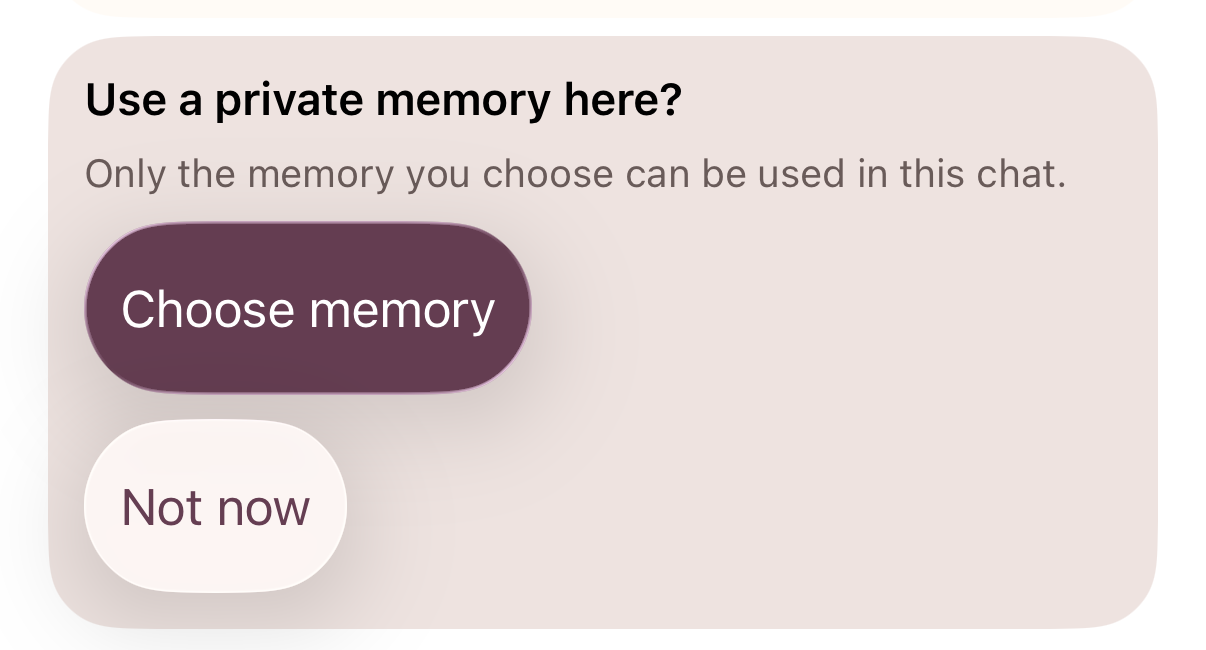 Use a private memory here?
Only the memory you choose can be used in this chat.
Choose memory
Not now